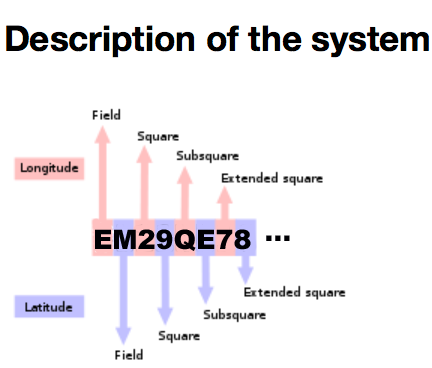 Description of the system
Field
Square
Subsquare
Longitude
Extended square
EM29QE78 ...
Extended square
Latitude
Subsquare
Square
Field